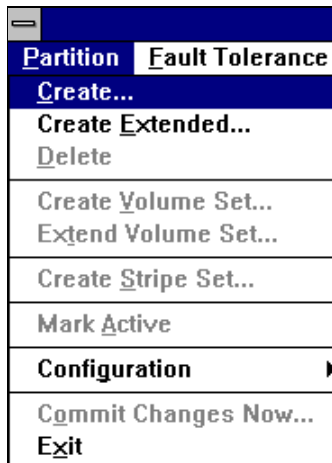 Partition Fault Tolerance
Create...
Create Extended...
Delete
Create Volume Set...
Extend Volume Set...
Create Stripe Set...
Mark Active
Configuration
Commit Changes Now...
Exit